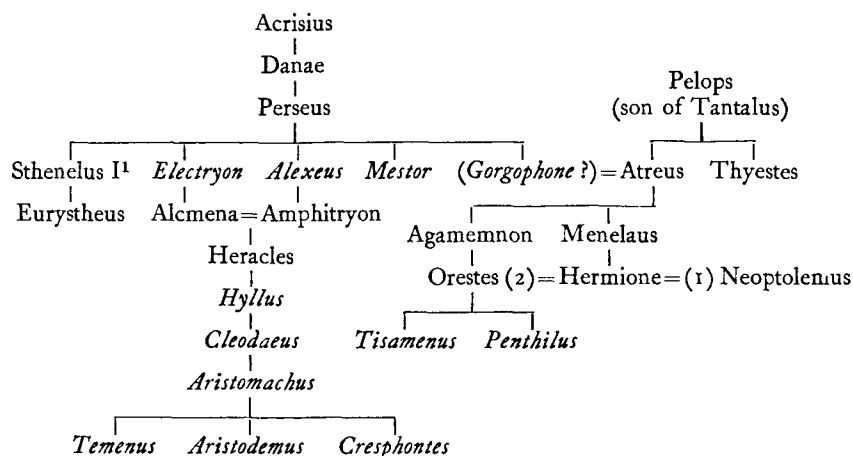 Acrisius
Danae
Pelops
Perseus
(son of Tantalus)
Sthenelus I¹ Electryon Alexeus Mestor (Gorgophone?) = Atreus Thyestes
Eurystheus Alcmena = Amphitryon
Agamemnon Menelaus
Heracles
Orestes (2) = Hermione = (1) Neoptolemus
Hyllus
Cleodaeus Tisamenus Penthilus
Aristomachus
Temenus Aristodemus Cresphontes